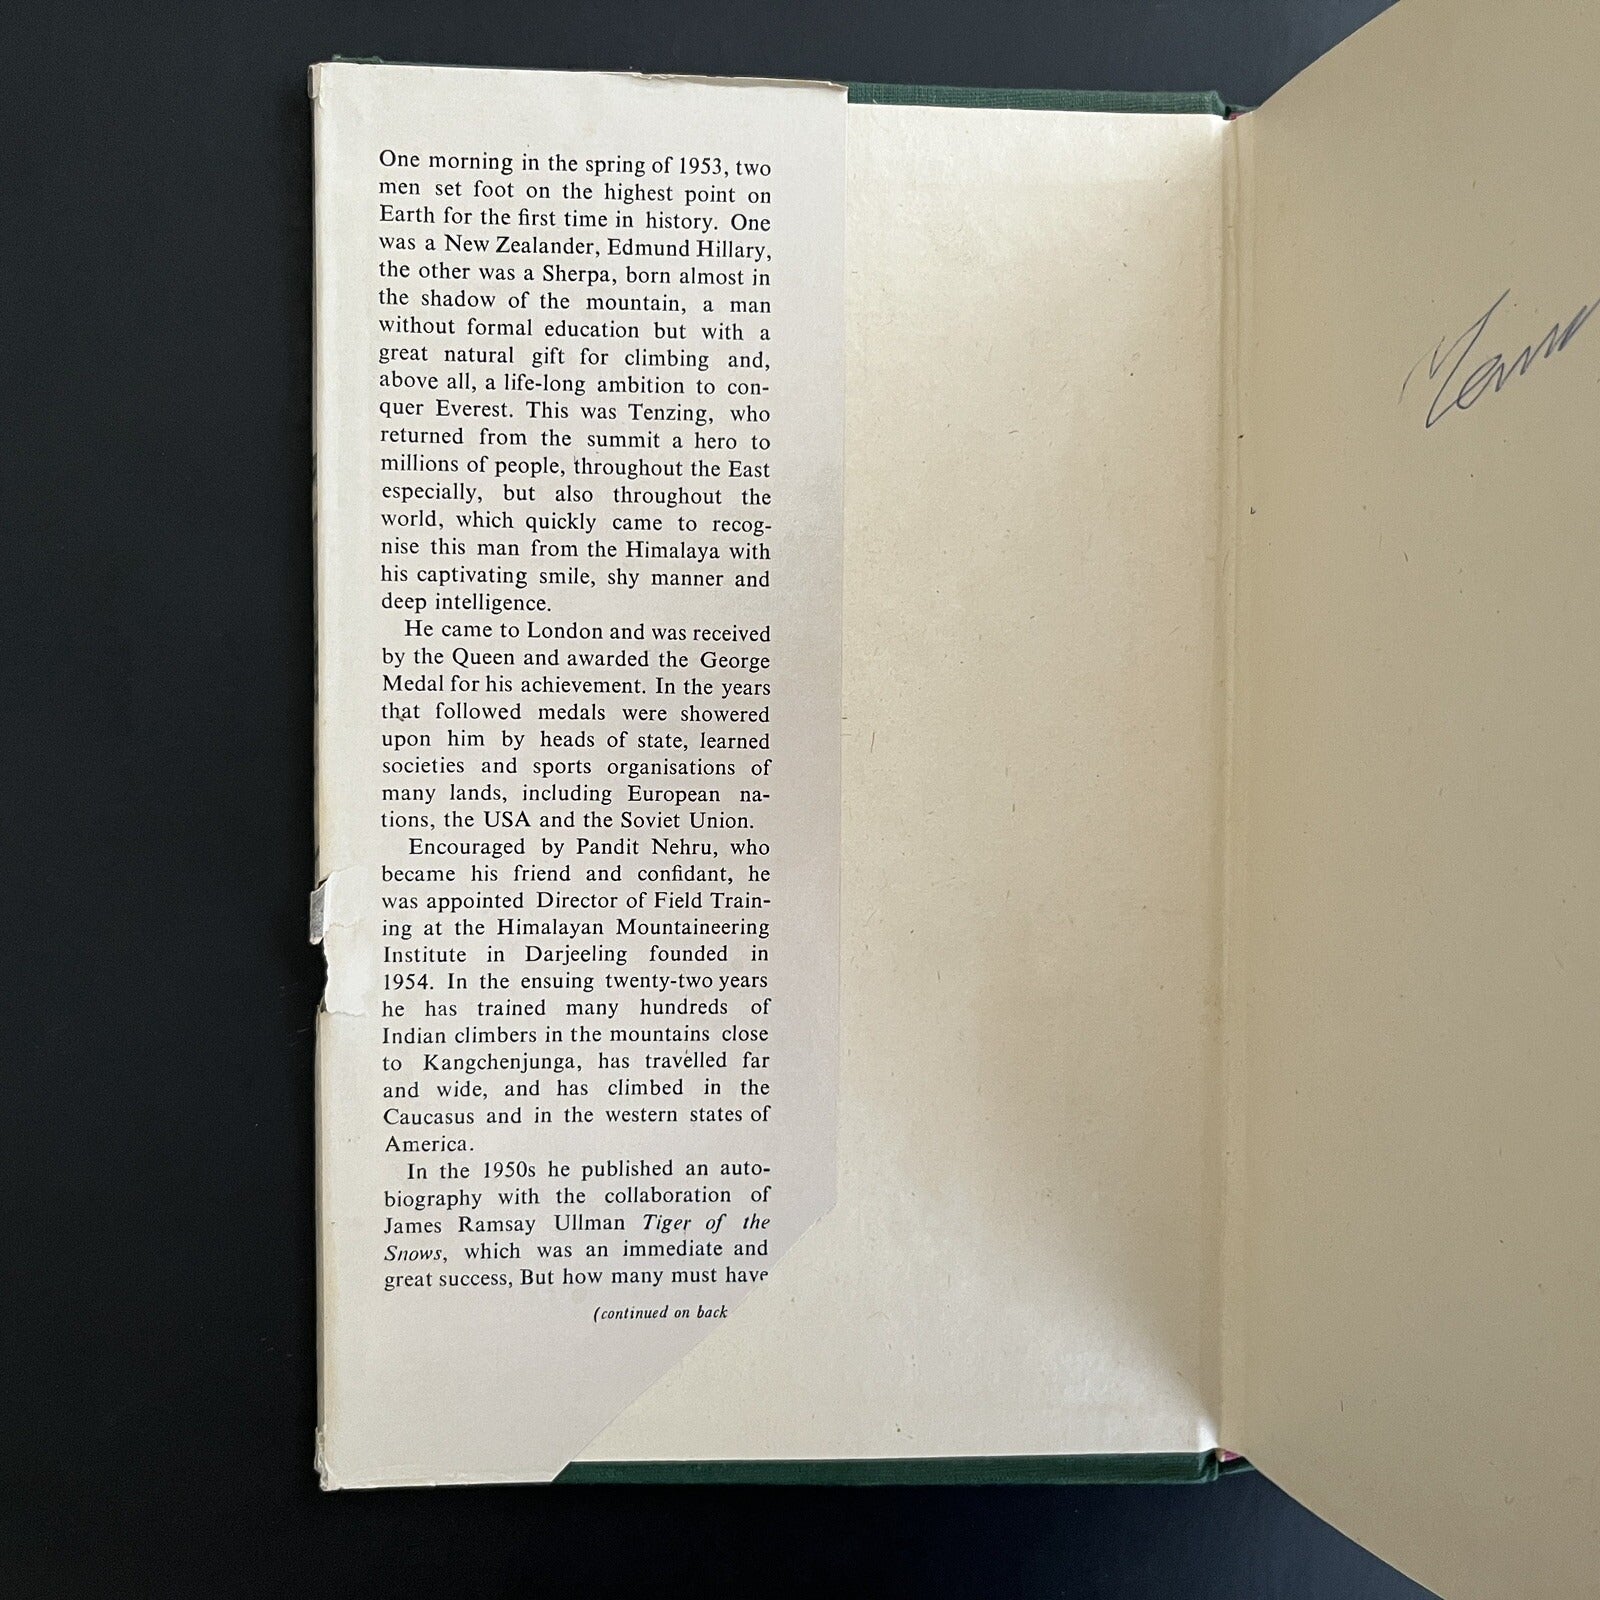 One morning in the spring of 1953, two
men set foot on the highest point on
Earth for the first time in history. One
was a New Zealander, Edmund Hillary,
the other was a Sherpa, born almost in
the shadow of the mountain, a man
without formal education but with a
great natural gift for climbing and,
above all, a life-long ambition to con-
quer Everest. This was Tenzing, who
returned from the summit a hero to
millions of people, throughout the East
especially, but also throughout the
world, which quickly came to recog-
nise this man from the Himalaya with
his captivating smile, shy manner and
deep intelligence.
He came to London and was received
by the Queen and awarded the George
Medal for his achievement. In the years
that followed medals were showered
upon him by heads of state, learned
societies and sports organisations of
many lands, including European na-
tions, the USA and the Soviet Union.
Encouraged by Pandit Nehru, who
became his friend and confidant, he
was appointed Director of Field Train-
ing at the Himalayan Mountaineering
Institute in Darjeeling founded in
1954. In the ensuing twenty-two years
he has trained many hundreds of
Indian climbers in the mountains close
to Kangchenjunga, has travelled far
and wide, and has climbed in the
Caucasus and in the western states of
America.
In the 1950s he published an auto-
biography with the collaboration of
James Ramsay Ullman Tiger of the
Snows, which was an immediate and
great success, But how many must have
(continued on back